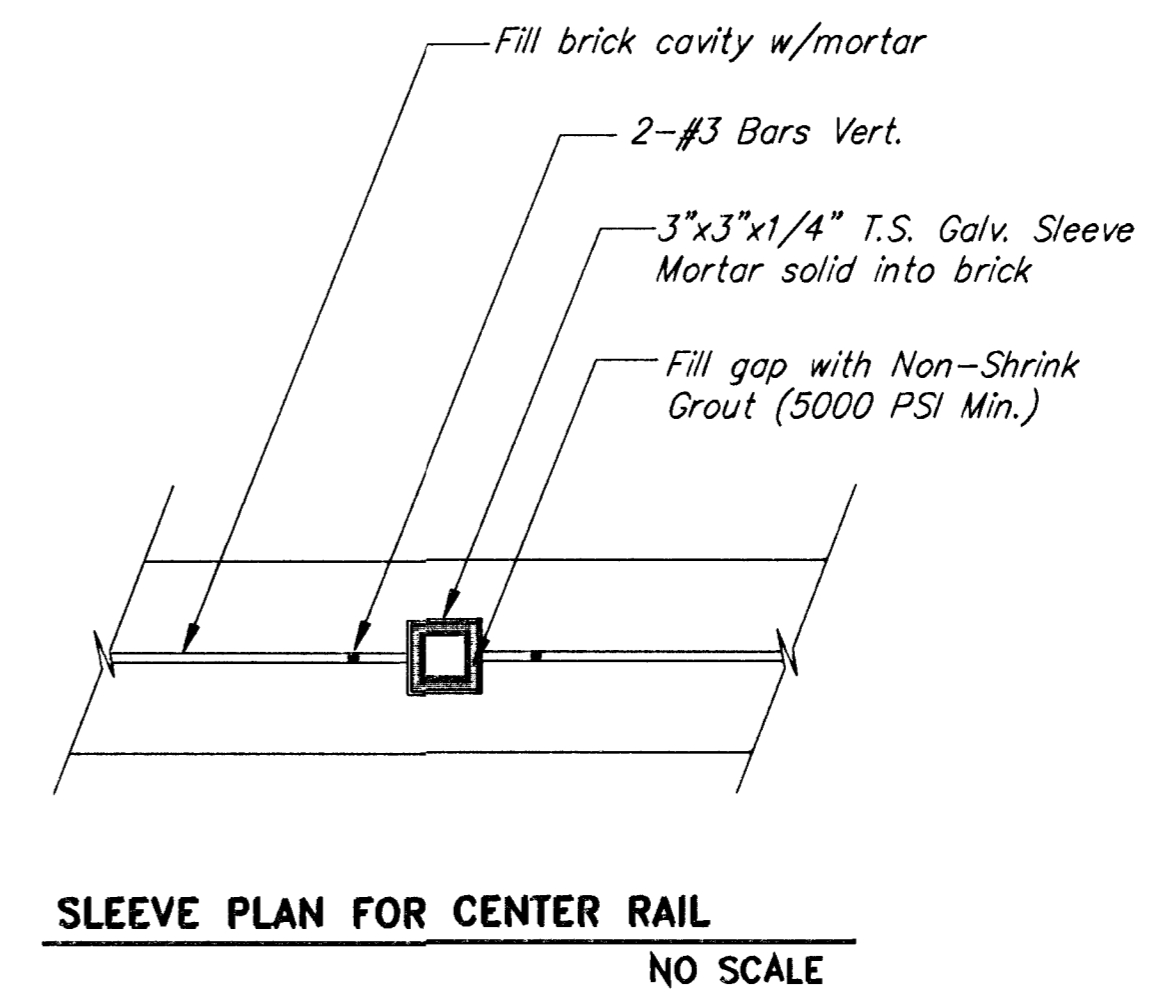 Fill brick cavity w/mortar
2-#3 Bars Vert.
3"x3"x1/4" T.S. Galv. Sleeve
Mortar solid into brick
Fill gap with Non-Shrink
Grout (5000 PSI Min.)
SLEEVE PLAN FOR CENTER RAIL
NO SCALE